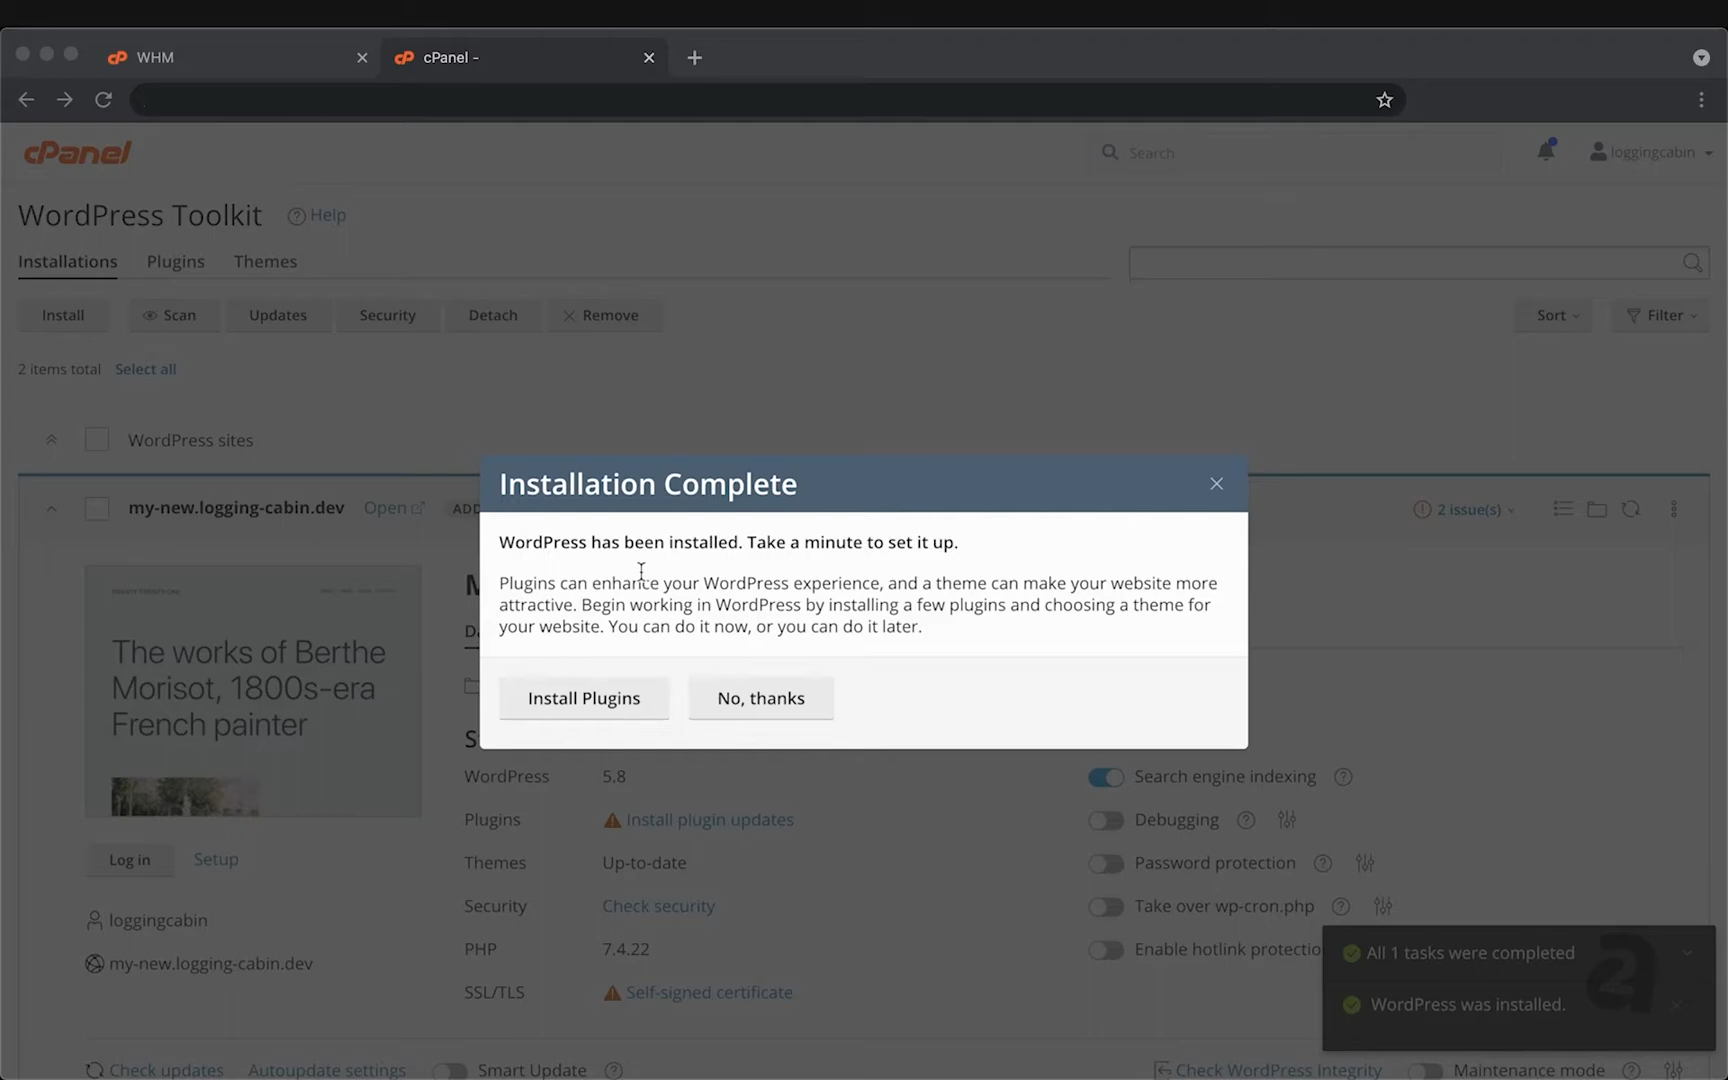 WHM
cPanel -
cPanel
Search
loggingcabin
WordPress Toolkit
Help
Installations
Plugins
Themes
Install
Scan
Updates
Security
Detach
Remove
Sort
Filter
2 items total
Select all
WordPress sites
my-new.logging-cabin.dev
Open
ADD
2 issue(s)
Installation Complete
WordPress has been installed. Take a minute to set it up.
Plugins can enhance your WordPress experience, and a theme can make your website more
attractive. Begin working in WordPress by installing a few plugins and choosing a theme for
your website. You can do it now, or you can do it later.
Install Plugins
No, thanks
The works of Berthe
Morisot, 1800s-era
French painter
Log in
Setup
loggingcabin
my-new.logging-cabin.dev
WordPress
5.8
Plugins
Install plugin updates
Themes
Up-to-date
Security
Check security
PHP
7.4.22
SSL/TLS
Self-signed certificate
Search engine indexing
Debugging
Password protection
Take over wp-cron.php
Enable hotlink protectio
All 1 tasks were completed
WordPress was installed.
Check updates
Autoupdate settings
Smart Update
Check WordPress Integrity
Maintenance mode